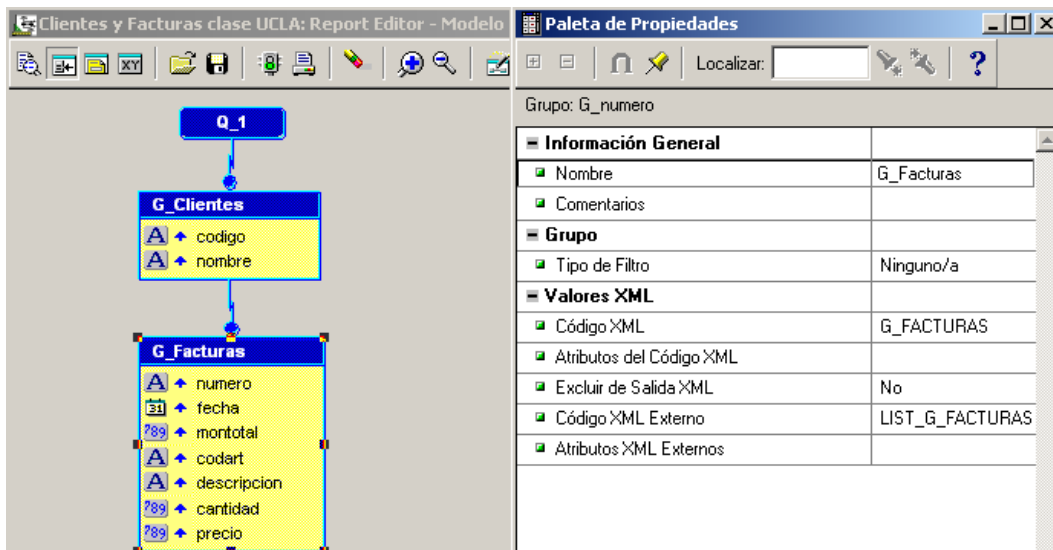 Clientes y Facturas clase UCLA: Report Editor - Modelo
XY
Q_1
G_Clientes
A codigo
A nombre
G_Facturas
A numero
31 fecha
789 montotal
A codart
A descripcion
789 cantidad
789 precio
Paleta de Propiedades
Localizar:
?
Grupo: G_numero
Información General
Nombre G_Facturas
Comentarios
Grupo
Tipo de Filtro Ninguno/a
Valores XML
Código XML G_FACTURAS
Atributos del Código XML
Excluir de Salida XML No
Código XML Externo LIST_G_FACTURAS
Atributos XML Externos